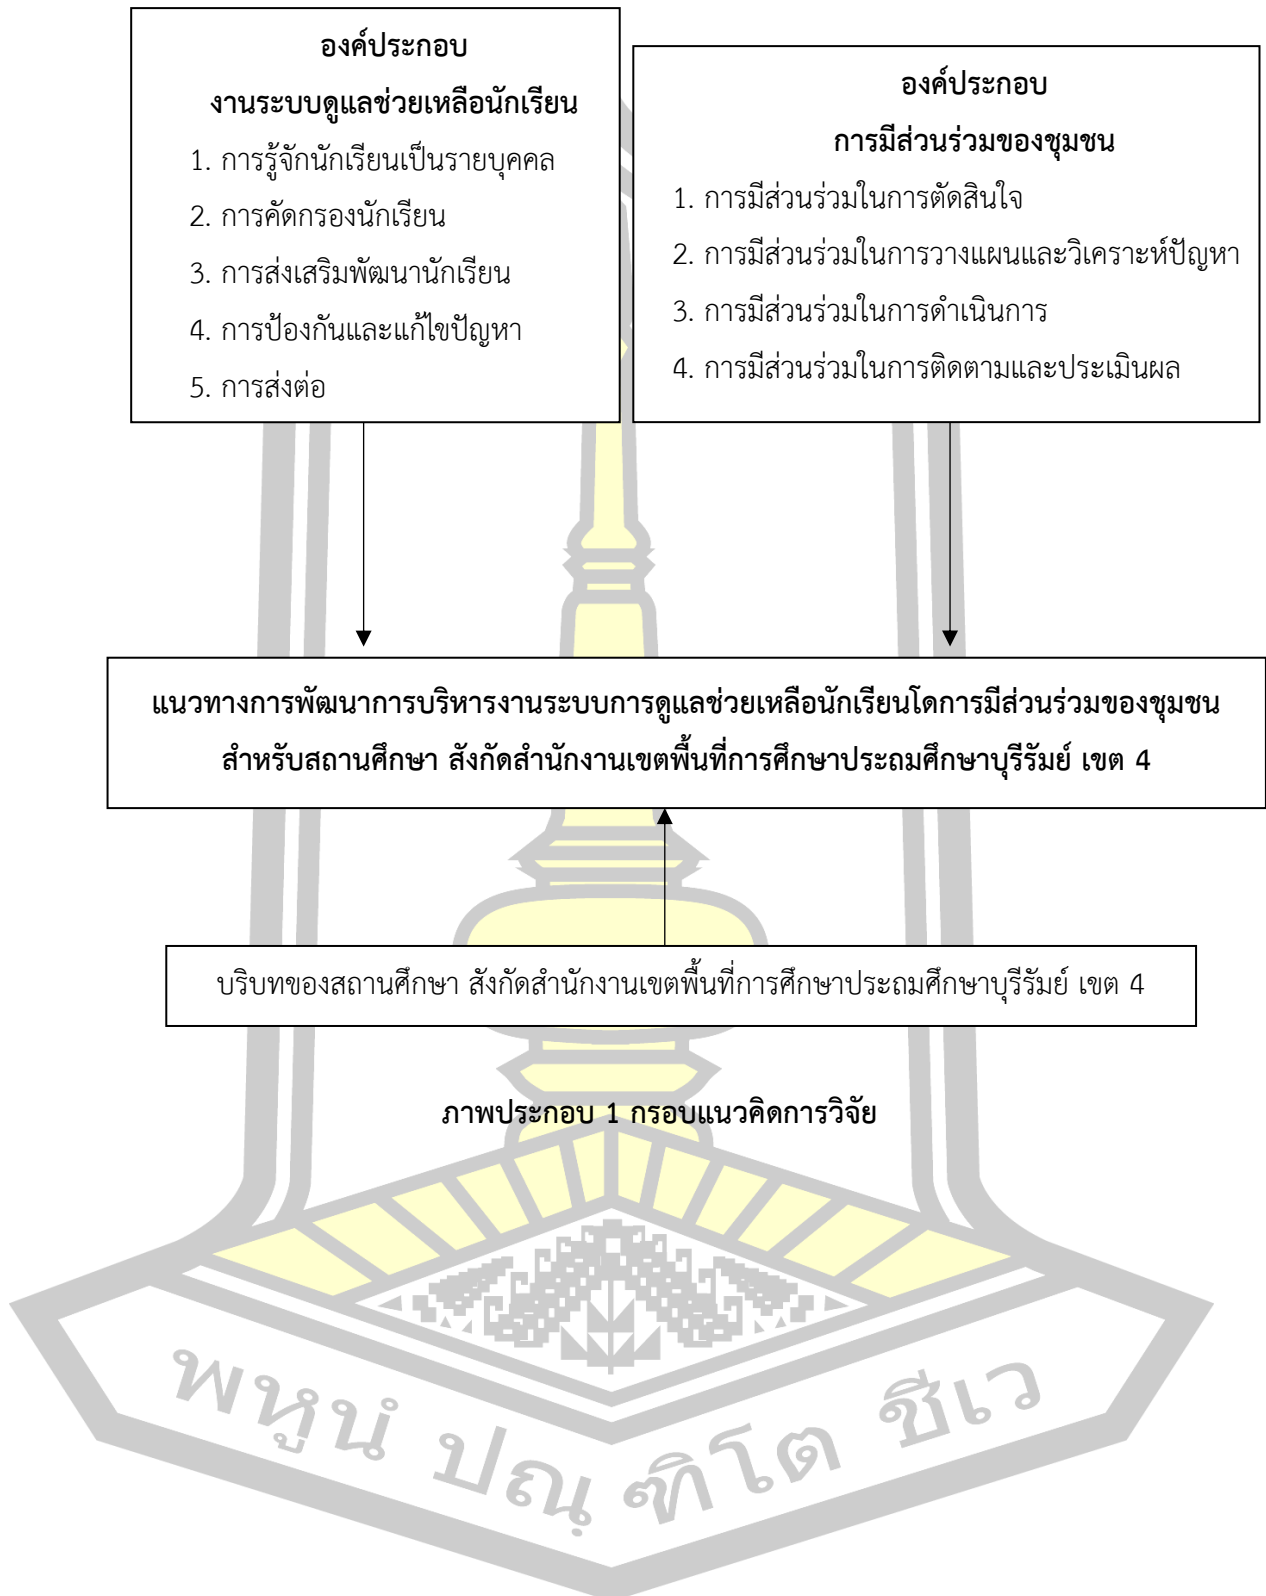 องค์ประกอบ
งานระบบดูแลช่วยเหลือนักเรียน
1. การรู้จักนักเรียนเป็นรายบุคคล
2. การคัดกรองนักเรียน
3. การส่งเสริมพัฒนานักเรียน
4. การป้องกันและแก้ไขปัญหา
5. การส่งต่อ
องค์ประกอบ
การมีส่วนร่วมของชุมชน
1. การมีส่วนร่วมในการตัดสินใจ
2. การมีส่วนร่วมในการวางแผนและวิเคราะห์ปัญหา
3. การมีส่วนร่วมในการดำเนินการ
4. การมีส่วนร่วมในการติดตามและประเมินผล
แนวทางการพัฒนาการบริหารงานระบบการดูแลช่วยเหลือนักเรียนโดการมีส่วนร่วมของชุมชน
สำหรับสถานศึกษา สังกัดสำนักงานเขตพื้นที่การศึกษาประถมศึกษาบุรีรัมย์ เขต 4
บริบทของสถานศึกษา สังกัดสำนักงานเขตพื้นที่การศึกษาประถมศึกษาบุรีรัมย์ เขต 4
ภาพประกอบ 1 กรอบแนวคิดการวิจัย
พหูนํ ปณฺฑิโต ชีเว